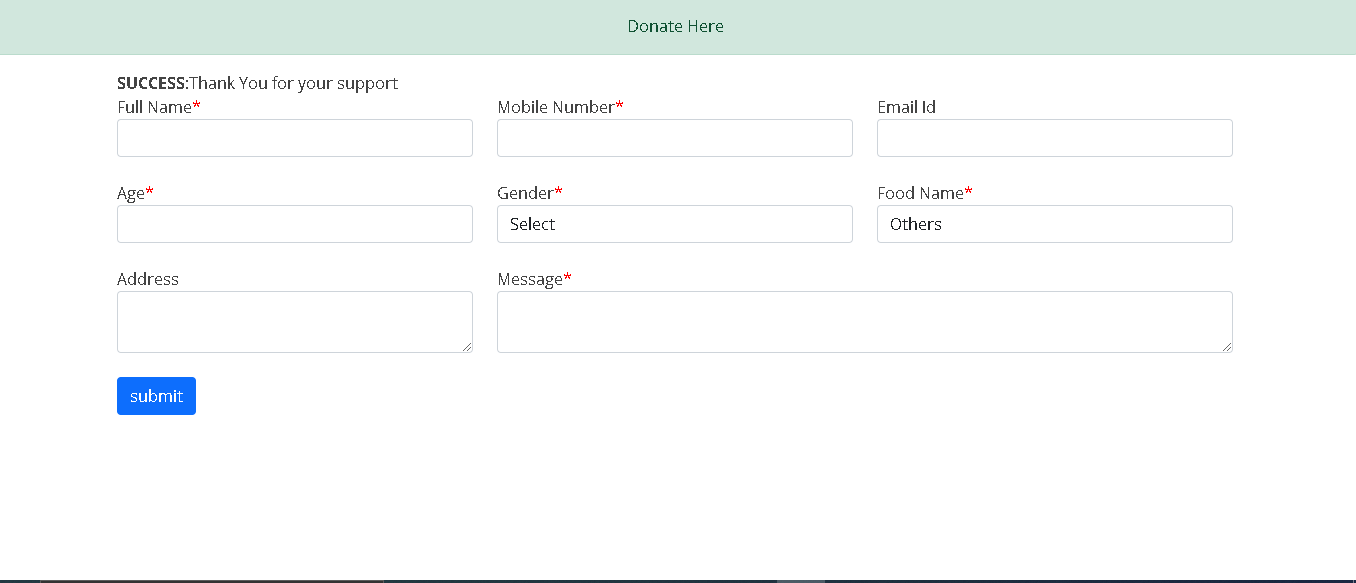 Donate Here
SUCCESS:Thank You for your support
Full Name* Mobile Number* Email Id
Age* Gender* Food Name*
Select Others
Address Message*
submit